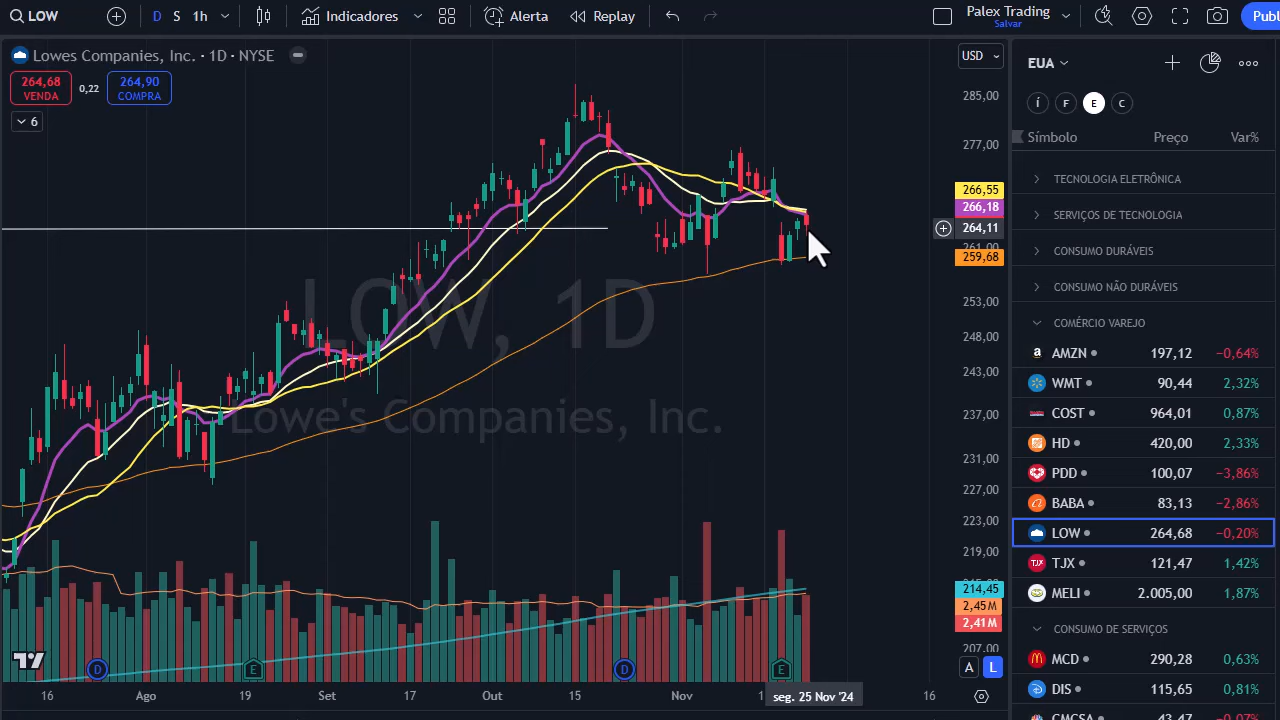 LOW
D S 1h
Indicadores
Alerta
Replay
Palex Trading
Salvar
Publ
Lowes Companies, Inc. · 1D · NYSE
264,68
VENDA
0,22
264,90
COMPRA
6
USD
LOW, 1D
Lowe's Companies, Inc.
285,00
277,00
266,55
266,18
264,11
261,00
259,68
253,00
248,00
243,00
237,00
231,00
227,00
223,00
219,00
214,45
2,45M
2,41M
207.00
A L
D E D E
16 Ago 19 Set 17 Out 15 Nov 1 seg. 25 Nov '24 16
EUA
Í F E C
Símbolo Preço Var%
TECNOLOGIA ELETRÔNICA
SERVIÇOS DE TECNOLOGIA
CONSUMO DURÁVEIS
CONSUMO NÃO DURÁVEIS
COMÉRCIO VAREJO
AMZN 197,12 −0,64%
WMT 90,44 2,32%
COST 964,01 0,87%
HD 420,00 2,33%
PDD 100,07 −3,86%
BABA 83,13 −2,86%
LOW 264,68 −0,20%
TJX 121,47 1,42%
MELI 2.005,00 1,87%
CONSUMO DE SERVIÇOS
MCD 290,28 0,63%
DIS 115,65 0,81%
CMCSA 43,47 −0,07%